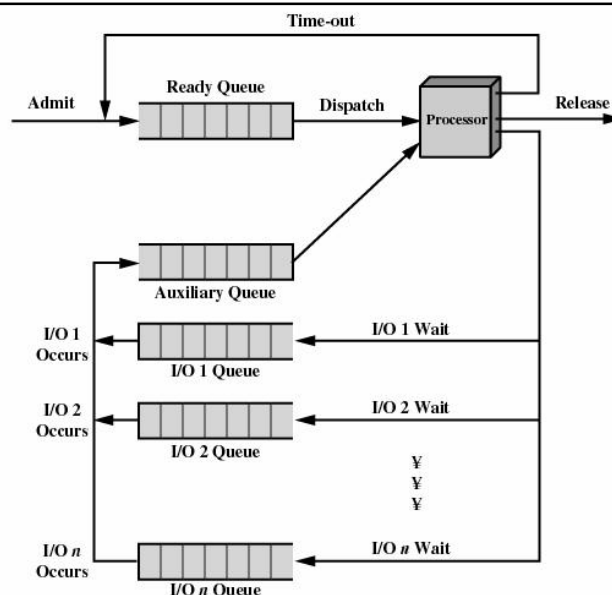 Time-out
Ready Queue
Admit
Dispatch
Processor
Release
Auxiliary Queue
I/O 1
Occurs
I/O 1 Wait
I/O 1 Queue
I/O 2
Occurs
I/O 2 Wait
I/O 2 Queue
¥
¥
¥
I/O n
Occurs
I/O n Wait
I/O n Queue